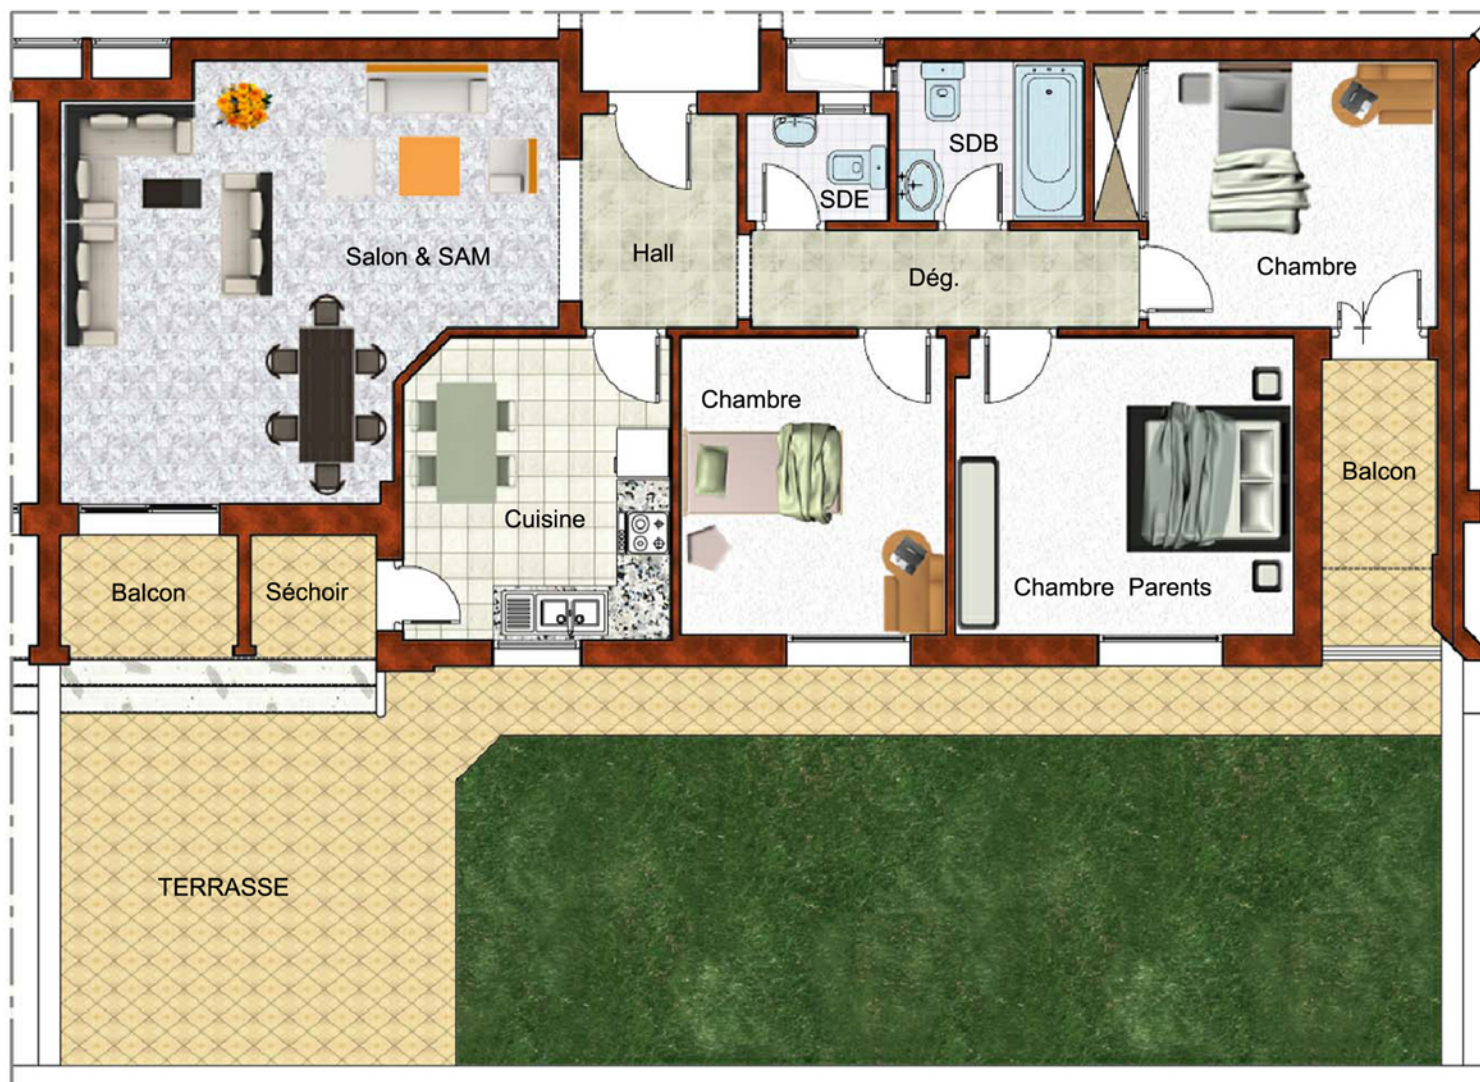 SDB
SDE
Salon & SAM
Hall
Dég.
Chambre
Chambre
Balcon
Cuisine
Chambre Parents
Balcon
Séchoir
TERRASSE